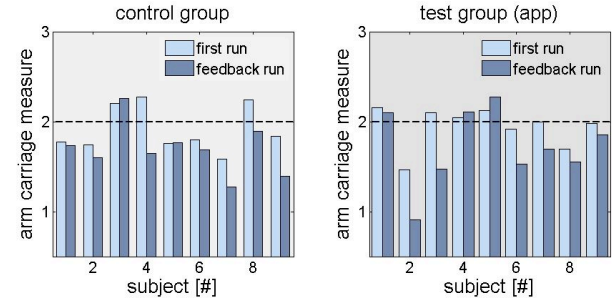 control group
3
2
1
arm carriage measure
first run
feedback run
2
4
6
8
subject [#]
test group (app)
3
2
1
arm carriage measure
first run
feedback run
2
4
6
8
subject [#]